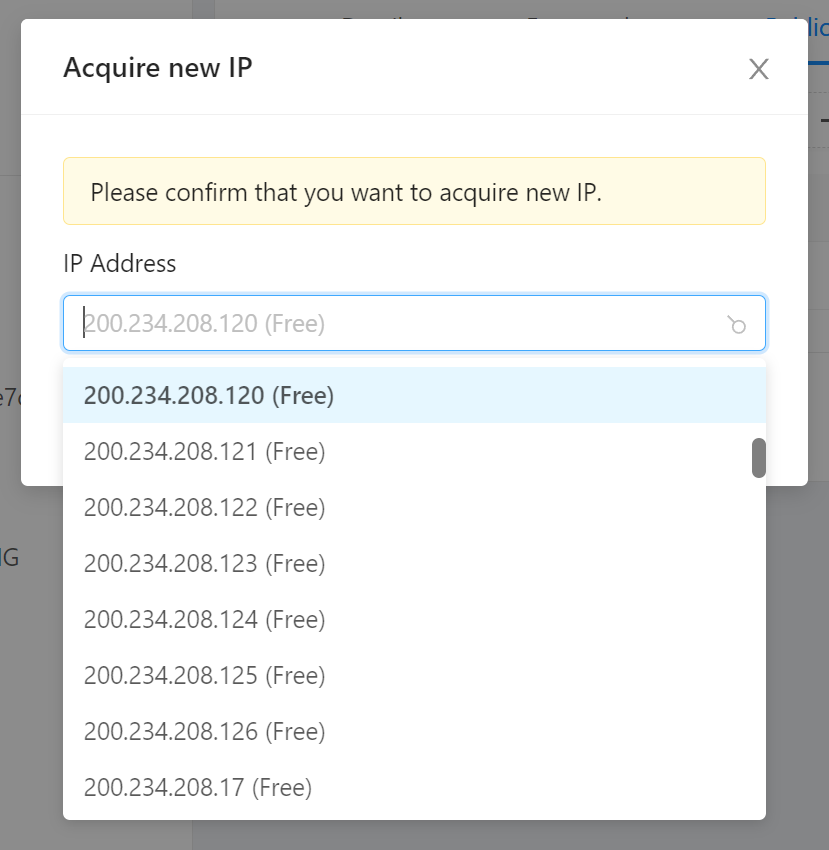 Acquire new IP
Please confirm that you want to acquire new IP.
IP Address
200.234.208.120 (Free)
200.234.208.120 (Free)
200.234.208.121 (Free)
200.234.208.122 (Free)
200.234.208.123 (Free)
200.234.208.124 (Free)
200.234.208.125 (Free)
200.234.208.126 (Free)
200.234.208.17 (Free)